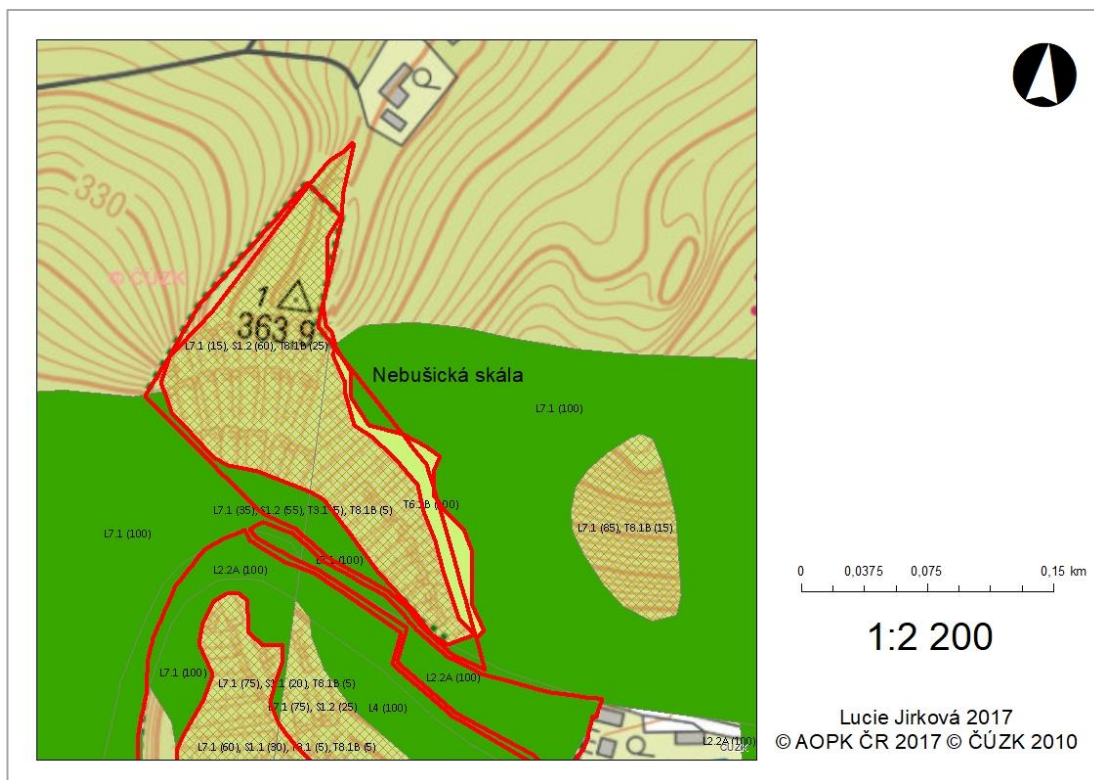 330
© ČÚZK
1
363.9
L7.1 (15), S1.2 (60), T8.1B (25)
Nebušická skála
L7.1 (100)
L7.1 (35), S1.2 (55), T3.1 (5), T8.1B (5)
L7.1 (100)
L7.1 (85), T8.1B (15)
L7.1 (100)
L2.2A (100)
L7.1 (100)
L2.2A (100)
L7.1 (75), S1.1 (20), T8.1B (5)
L7.1 (75), S1.2 (25)
L4 (100)
L7.1 (60), S1.1 (30), T3.1 (5), T8.1B (5)
L2.2A (100)
ČÚZK
0 0,0375 0,075 0,15 km
1:2 200
Lucie Jirková 2017
© AOPK ČR 2017 © ČÚZK 2010